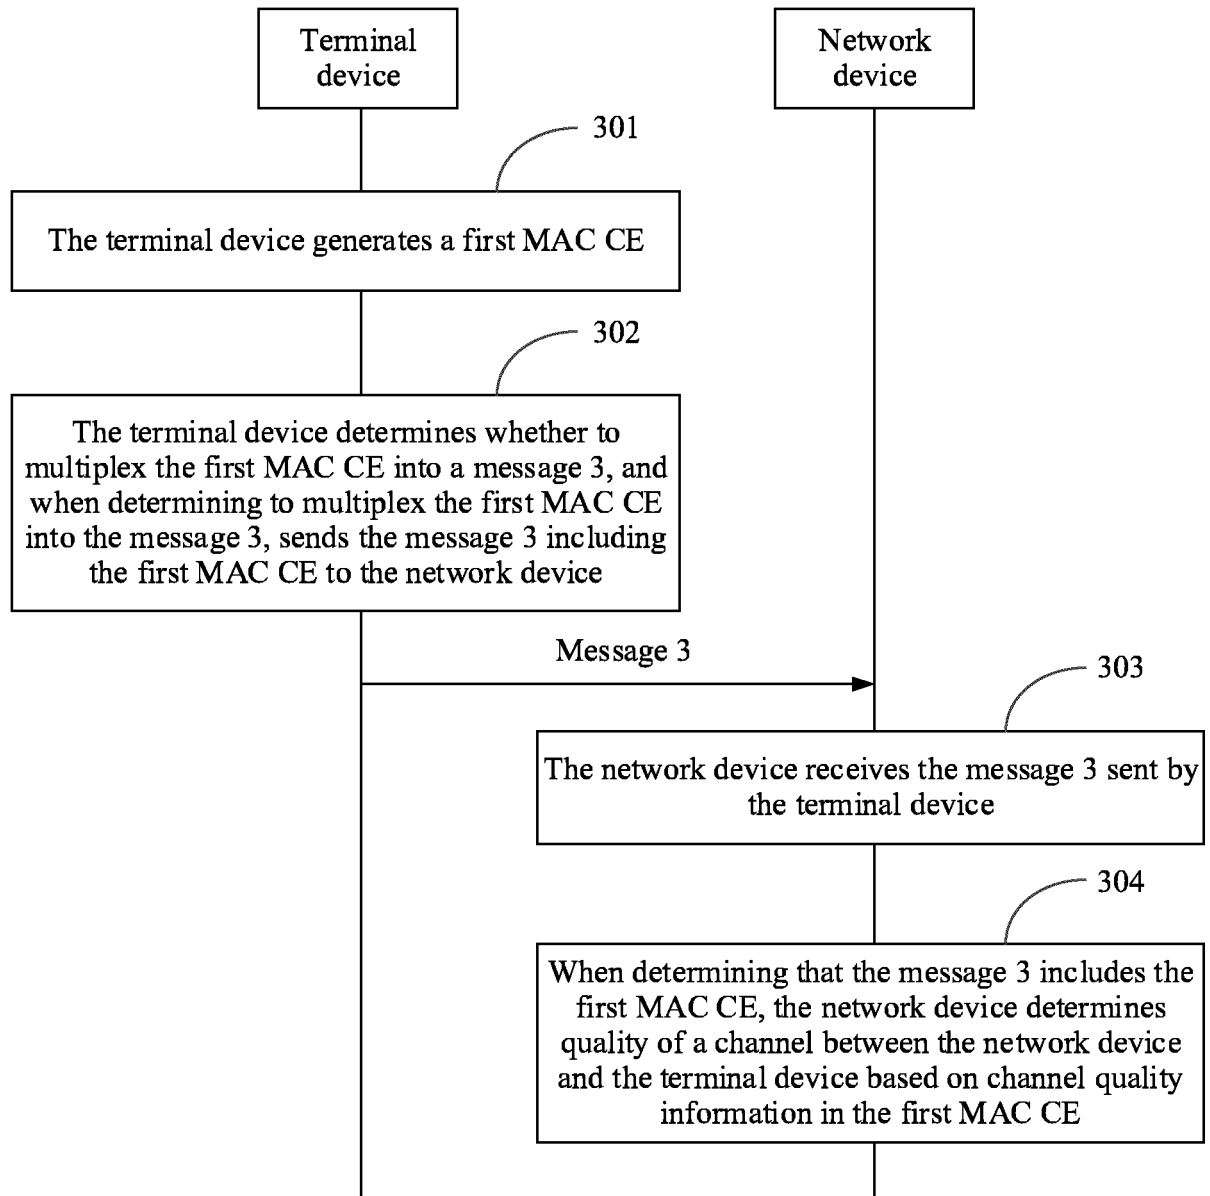 Terminal
device
Network
device
301
The terminal device generates a first MAC CE
302
The terminal device determines whether to
multiplex the first MAC CE into a message 3, and
when determining to multiplex the first MAC CE
into the message 3, sends the message 3 including
the first MAC CE to the network device
Message 3
303
The network device receives the message 3 sent by
the terminal device
304
When determining that the message 3 includes the
first MAC CE, the network device determines
quality of a channel between the network device
and the terminal device based on channel quality
information in the first MAC CE